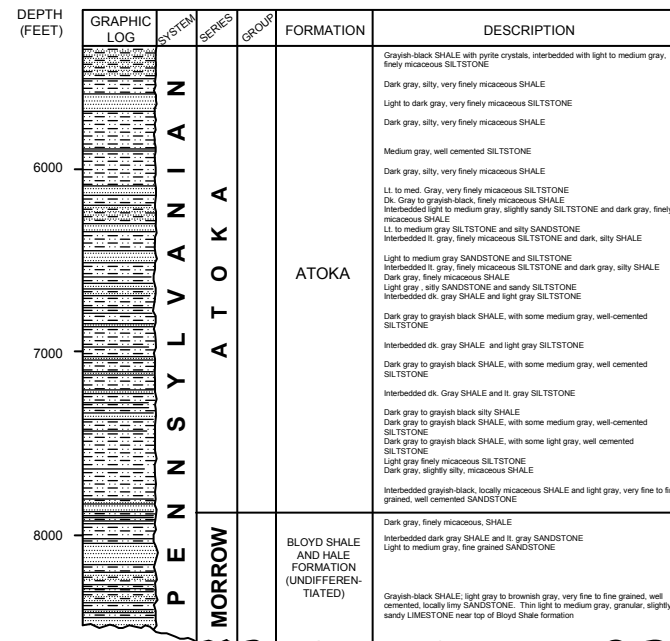 DEPTH
(FEET)
GRAPHIC
LOG
SYSTEM
SERIES
GROUP
FORMATION
DESCRIPTION
Grayish-black SHALE with pyrite crystals, interbedded with light to medium gray,
finely micaceous SILTSTONE
Dark gray, silty, very finely micaceous SHALE
Light to dark gray, very finely micaceous SILTSTONE
Dark gray, silty, very finely micaceous SHALE
Medium gray, well cemented SILTSTONE
6000
Dark gray, silty, very finely micaceous SHALE
Lt. to med. Gray, very finely micaceous SILTSTONE
Dk. Gray to grayish-black, finely micaceous SHALE
Interbedded light to medium gray, slightly sandy SILTSTONE and dark gray, finely
micaceous SHALE
Lt. to medium gray SILTSTONE and silty SANDSTONE
Interbedded lt. gray, finely micaceous SILTSTONE and dark, silty SHALE
PENNSYLVANIAN
ATOKA
ATOKA
Light to medium gray SANDSTONE and SILTSTONE
Interbedded lt. gray, finely micaceous SILTSTONE and dark gray, silty SHALE
Dark gray, finely micaceous SHALE
Light gray , silty SANDSTONE and sandy SILTSTONE
Interbedded dk. gray SHALE and light gray SILTSTONE
Dark gray to grayish black SHALE, with some medium gray, well-cemented
SILTSTONE
7000
Interbedded dk. gray SHALE and light gray SILTSTONE
Dark gray to grayish black SHALE, with some medium gray, well cemented
SILTSTONE
Interbedded dk. Gray SHALE and lt. gray SILTSTONE
Dark gray to grayish black silty SHALE
Dark gray to grayish black SHALE, with some medium gray, well-cemented
SILTSTONE
Dark gray to grayish black SHALE, with some light gray, well cemented
SILTSTONE
Light gray finely micaceous SILTSTONE
Dark gray, slightly silty, micaceous SHALE
Interbedded grayish-black, locally micaceous SHALE and light gray, very fine to
grained, well cemented SANDSTONE
8000
MORROW
BLOYD SHALE
AND HALE
FORMATION
(UNDIFFEREN-
TIATED)
Dark gray, finely micaceous, SHALE
Interbedded dark gray SHALE and lt. gray SANDSTONE
Light to medium gray, fine grained SANDSTONE
Grayish-black SHALE; light gray to brownish gray, very fine to fine grained, well
cemented, locally limy SANDSTONE. Thin light to medium gray, granular, slightly
sandy LIMESTONE near top of Bloyd Shale formation